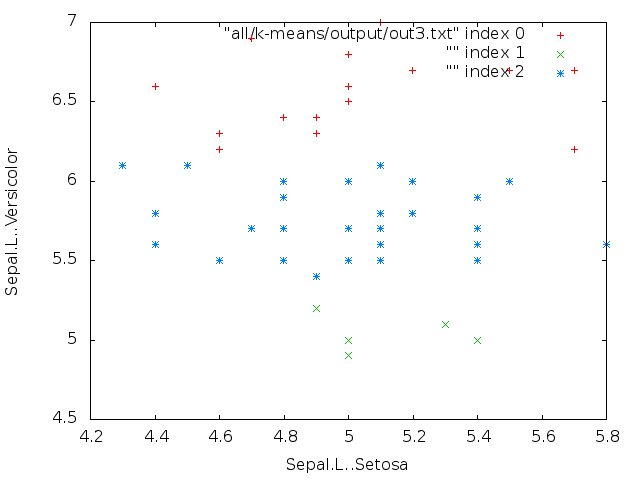 7
"all/k-means/output/out3.txt" index 0
"" index 1
"" index 2
6.5
6
5.5
5
4.5
Sepal.L..Versicolor
4.2 4.4 4.6 4.8 5 5.2 5.4 5.6 5.8
Sepal.L..Setosa